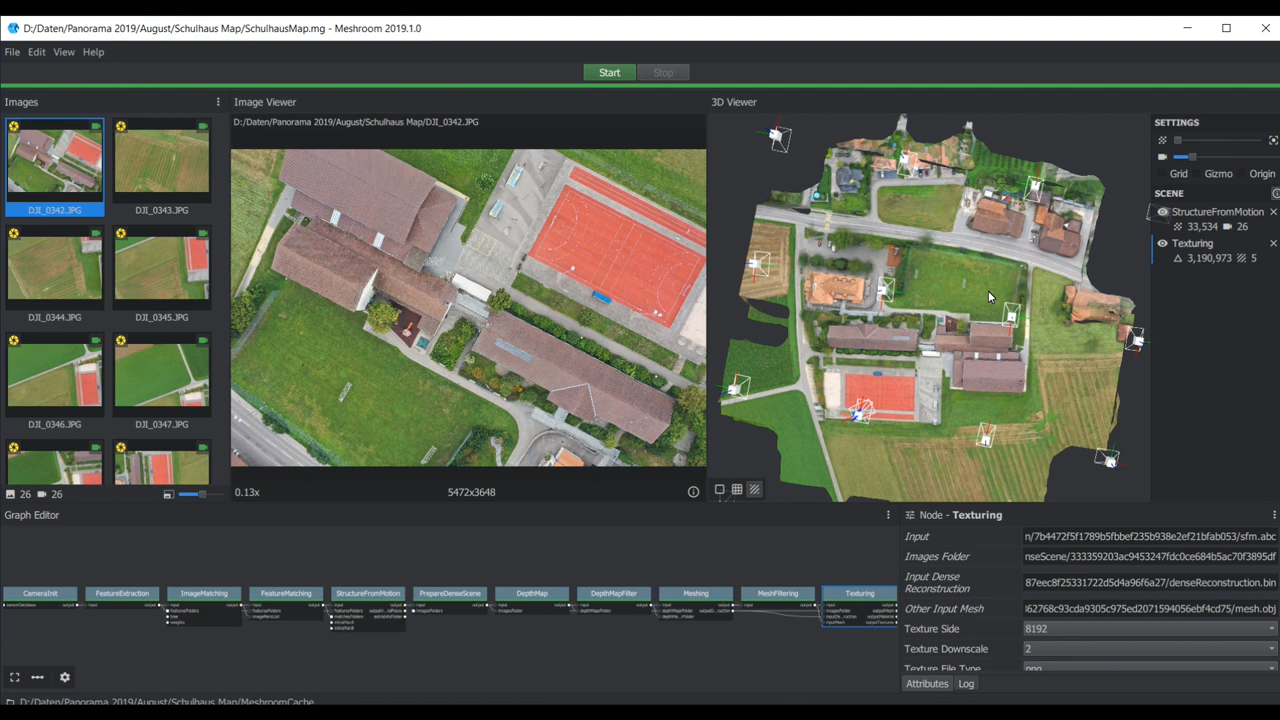 D:/Daten/Panorama 2019/August/Schulhaus Map/SchulhausMap.mg - Meshroom 2019.1.0
File Edit View Help
Start Stop
Images
DJI_0342.JPG DJI_0343.JPG
DJI_0344.JPG DJI_0345.JPG
DJI_0346.JPG DJI_0347.JPG
26 26
Image Viewer
D:/Daten/Panorama 2019/August/Schulhaus Map/DJI_0342.JPG
0.13x 5472x3648
3D Viewer
SETTINGS
Grid Gizmo Origin
SCENE
StructureFromMotion
33,534 26
Texturing
3,190,973 5
Graph Editor
CameraInit FeatureExtraction ImageMatching FeatureMatching StructureFromMotion PrepareDenseScene DepthMap DepthMapFilter Meshing MeshFiltering Texturing
Node - Texturing
Input n/7b4472f5f1789b5fbbef235b938e2ef21bfab053/sfm.abc
Images Folder nseScene/333359203ac9453247fdc0ce684b5ac70f3895df
Input Dense
Reconstruction 87eec8f25331722d5d4a96f6a27/denseReconstruction.bin
Other Input Mesh i62768c93cda9305c975ed2071594056ebf4cd75/mesh.obj
Texture Side 8192
Texture Downscale 2
Texture File Type png
Attributes Log
D:/Daten/Panorama 2019/August/Schulhaus Map/MeshroomCache